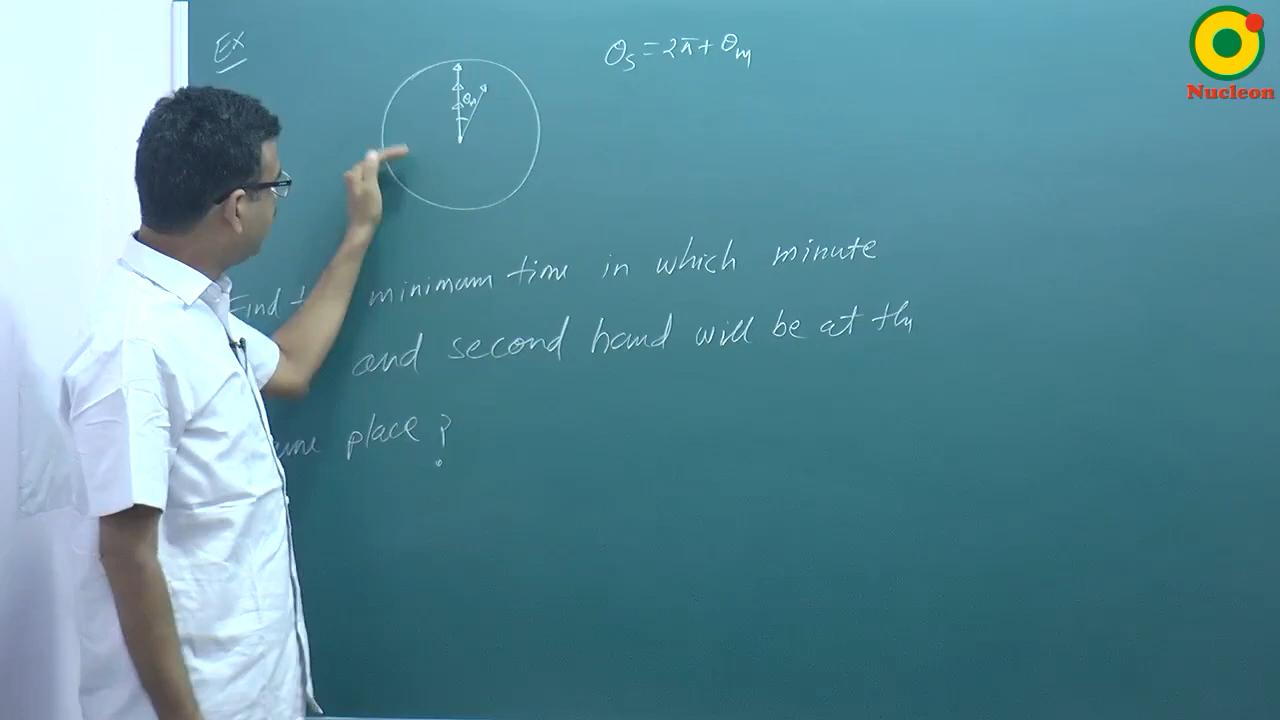 Ex
θs = 2π + θm
θm
Find minimum time in which minute
and second hand will be at the
place ?
Nucleon